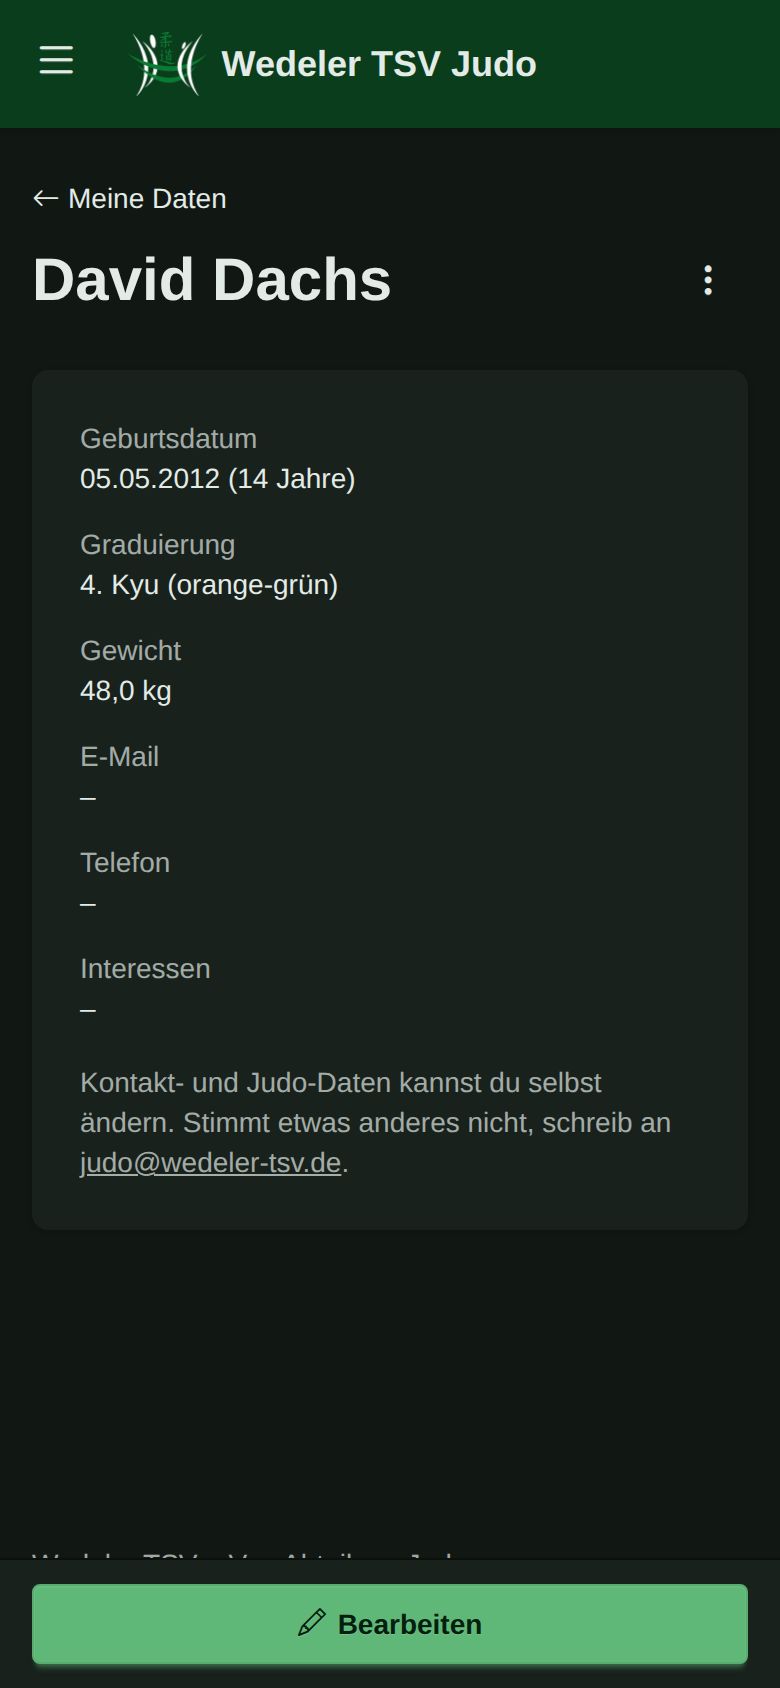 柔道
Wedeler TSV Judo
← Meine Daten
David Dachs
Geburtsdatum
05.05.2012 (14 Jahre)
Graduierung
4. Kyu (orange-grün)
Gewicht
48,0 kg
E-Mail
–
Telefon
–
Interessen
–
Kontakt- und Judo-Daten kannst du selbst
ändern. Stimmt etwas anderes nicht, schreib an
judo@wedeler-tsv.de.
Bearbeiten